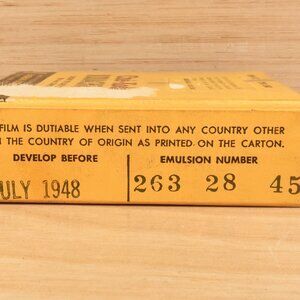 FILM IS DUTIABLE WHEN SENT INTO ANY COUNTRY OTHER
THE COUNTRY OF ORIGIN AS PRINTED ON THE CARTON.
DEVELOP BEFORE EMULSION NUMBER
ULY 1948 263 28 45